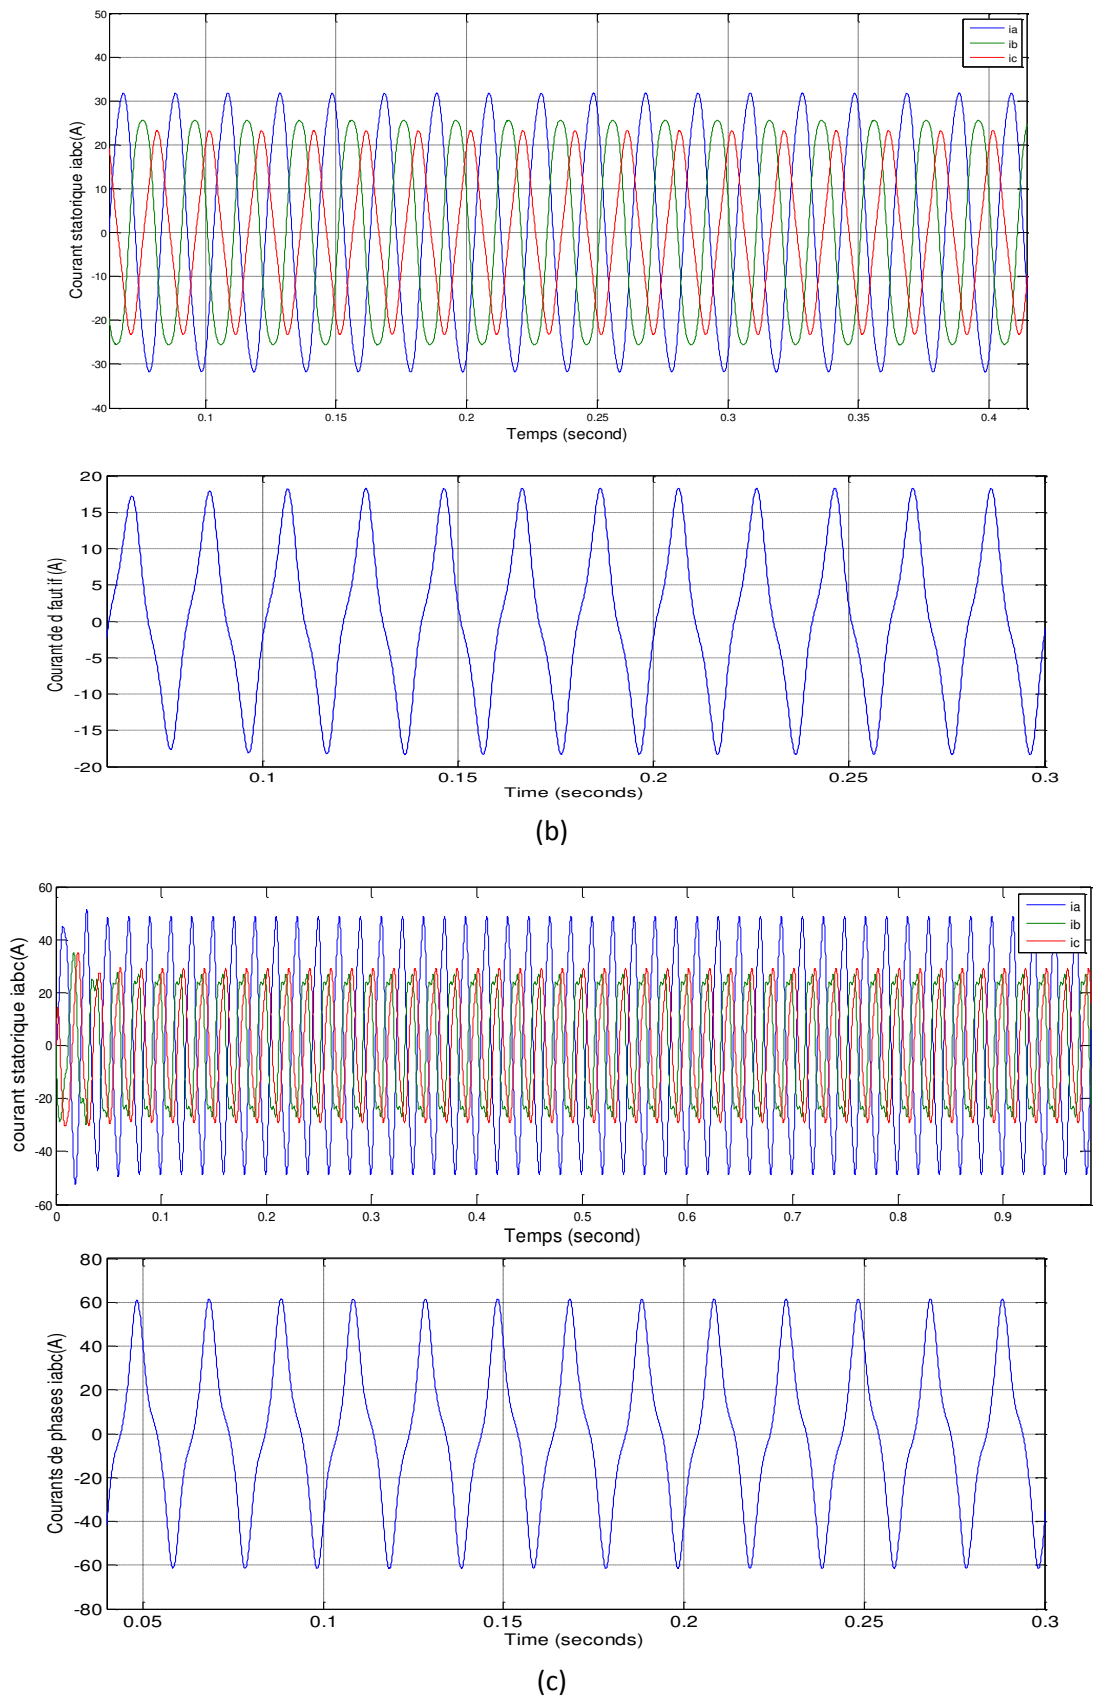 50
40
30
20
10
0
-10
-20
-30
-40
Courant statorique iabc(A)
ia
ib
ic
0.1 0.15 0.2 0.25 0.3 0.35 0.4
Temps (second)
20
15
10
5
0
-5
-10
-15
-20
Courant de d faut if (A)
0.1 0.15 0.2 0.25 0.3
Time (seconds)
(b)
60
40
20
0
-20
-40
-60
courant statorique iabc(A)
ia
ib
ic
0 0.1 0.2 0.3 0.4 0.5 0.6 0.7 0.8 0.9
Temps (second)
80
60
40
20
0
-20
-40
-60
-80
Courants de phases iabc(A)
0.05 0.1 0.15 0.2 0.25 0.3
Time (seconds)
(c)